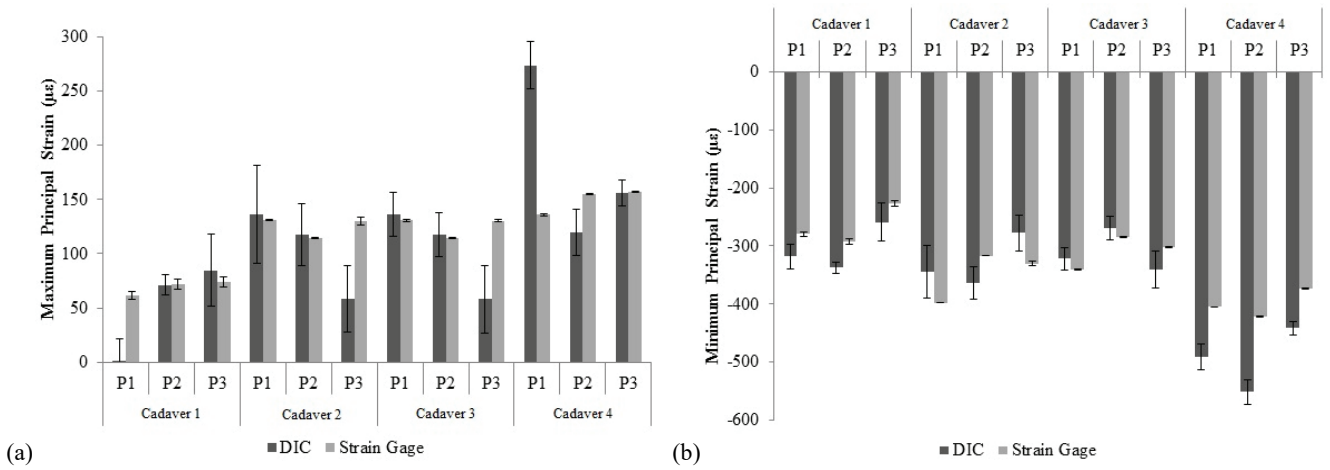 Maximum Principal Strain (με)
300
250
200
150
100
50
0
P1 P2 P3 P1 P2 P3 P1 P2 P3 P1 P2 P3
Cadaver 1 Cadaver 2 Cadaver 3 Cadaver 4
DIC Strain Gage
(a)
Cadaver 1 Cadaver 2 Cadaver 3 Cadaver 4
P1 P2 P3 P1 P2 P3 P1 P2 P3 P1 P2 P3
Minimum Principal Strain (με)
0
-100
-200
-300
-400
-500
-600
DIC Strain Gage
(b)